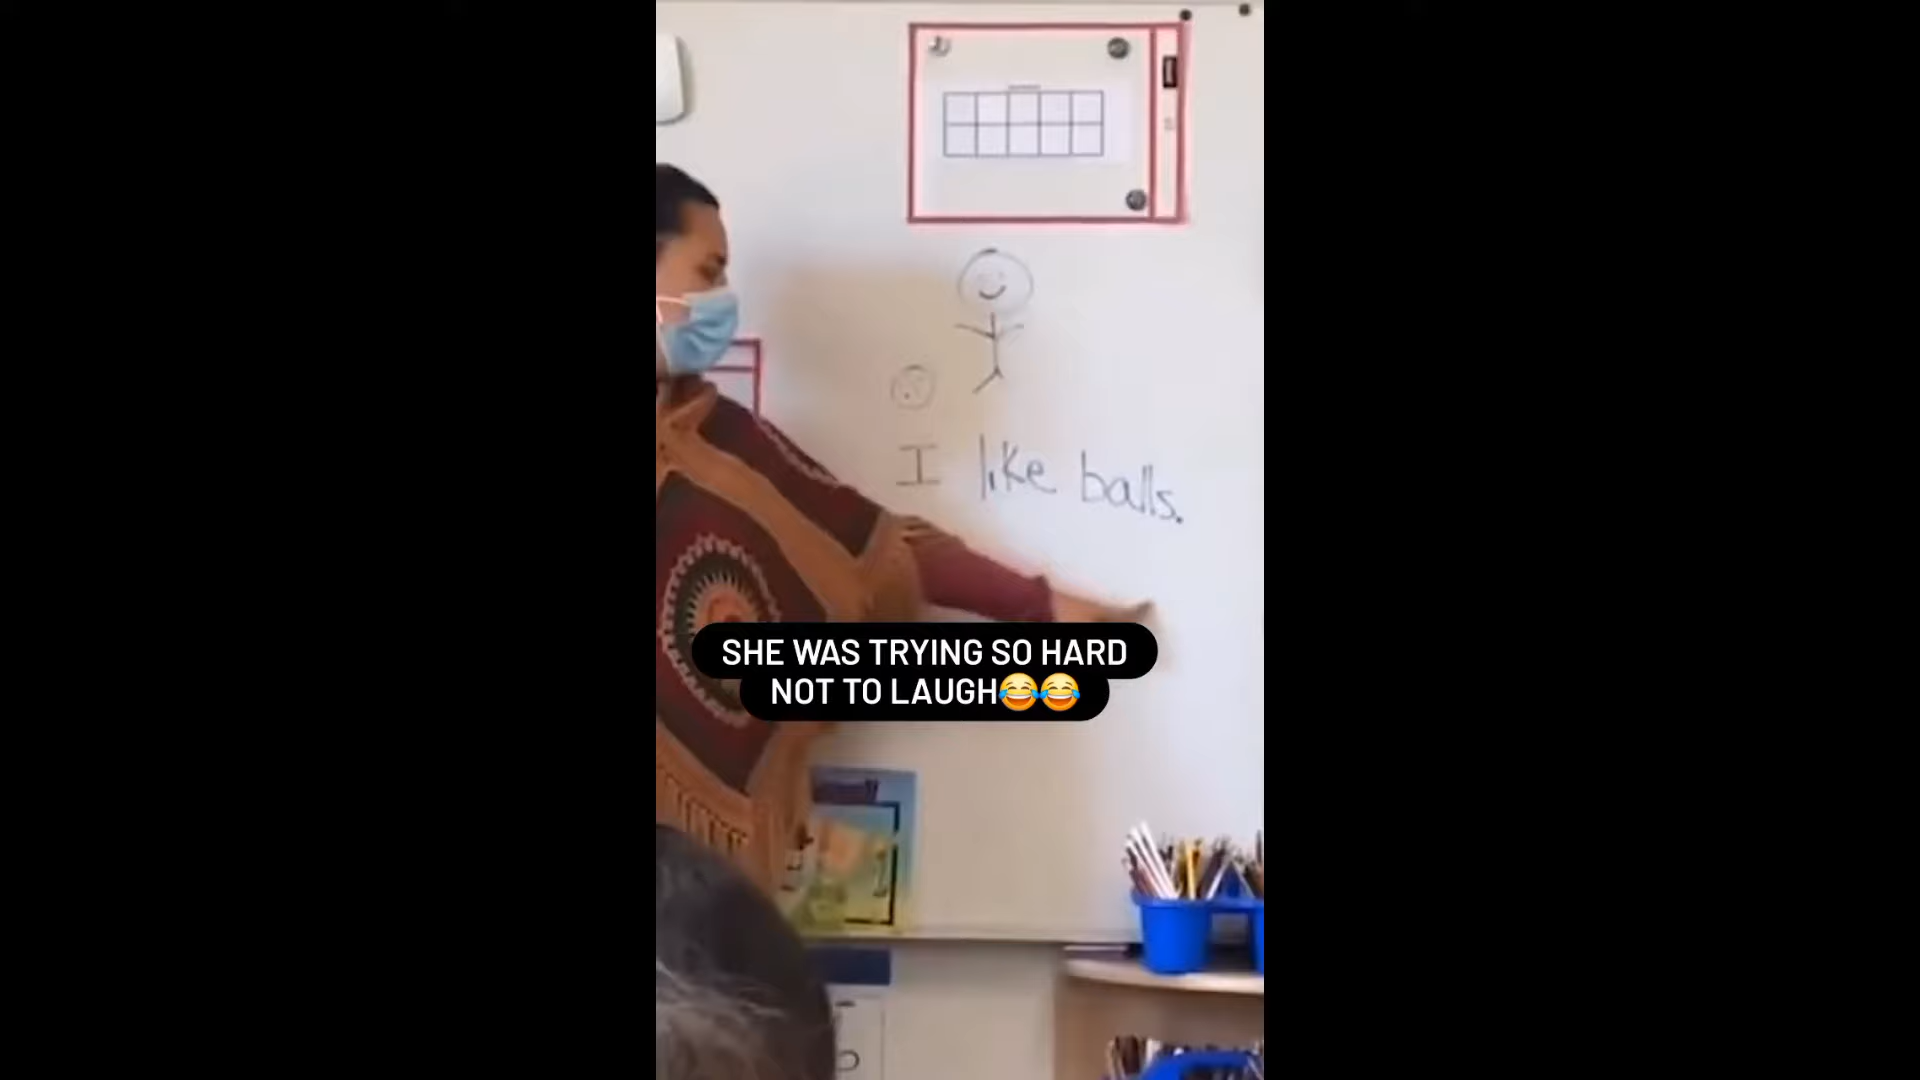 I like balls.
SHE WAS TRYING SO HARD
NOT TO LAUGH😂😂